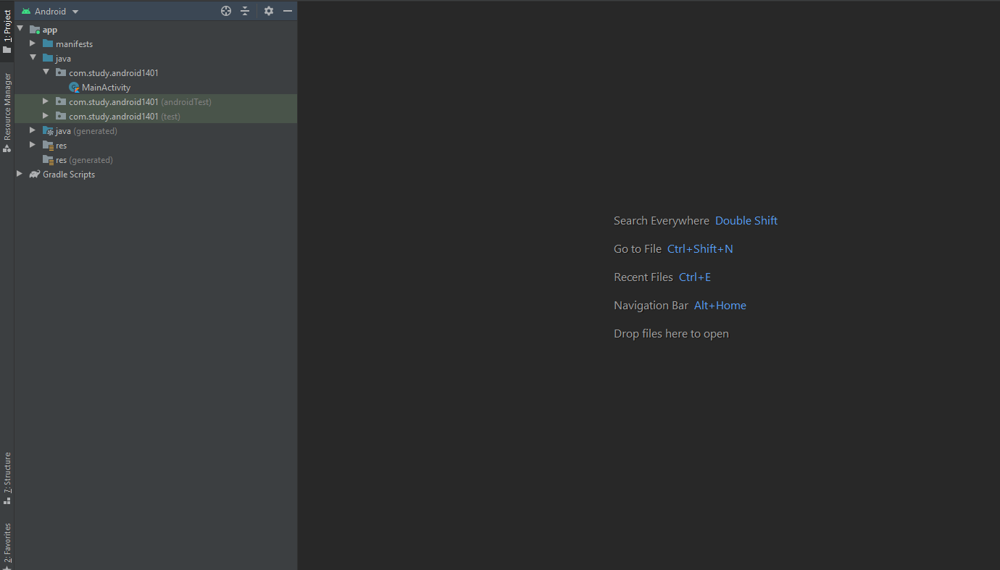 Android
1: Project
Resource Manager
7: Structure
2: Favorites
app
manifests
java
com.study.android1401
MainActivity
com.study.android1401 (androidTest)
com.study.android1401 (test)
java (generated)
res
res (generated)
Gradle Scripts
Search Everywhere Double Shift
Go to File Ctrl+Shift+N
Recent Files Ctrl+E
Navigation Bar Alt+Home
Drop files here to open